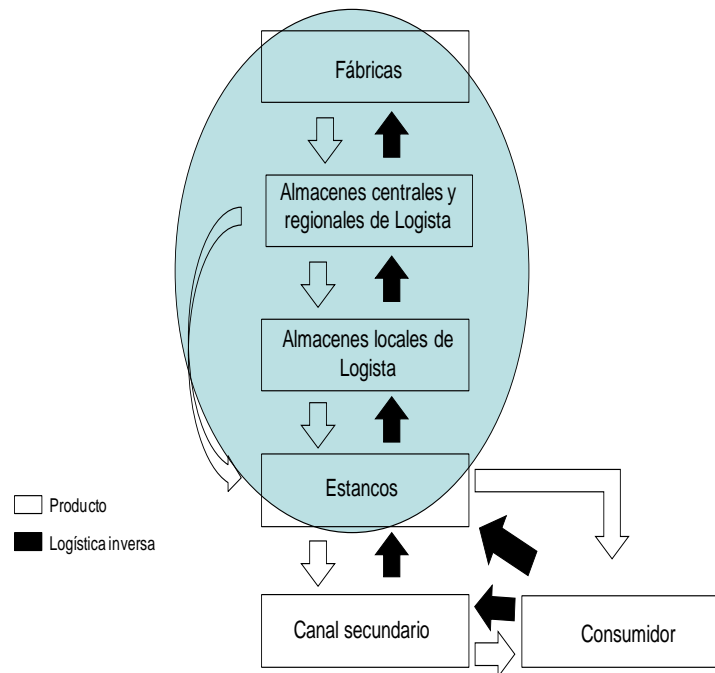 Fábricas
Almacenes centrales y
regionales de Logista
Almacenes locales de
Logista
Estancos
Producto
Logística inversa
Canal secundario
Consumidor